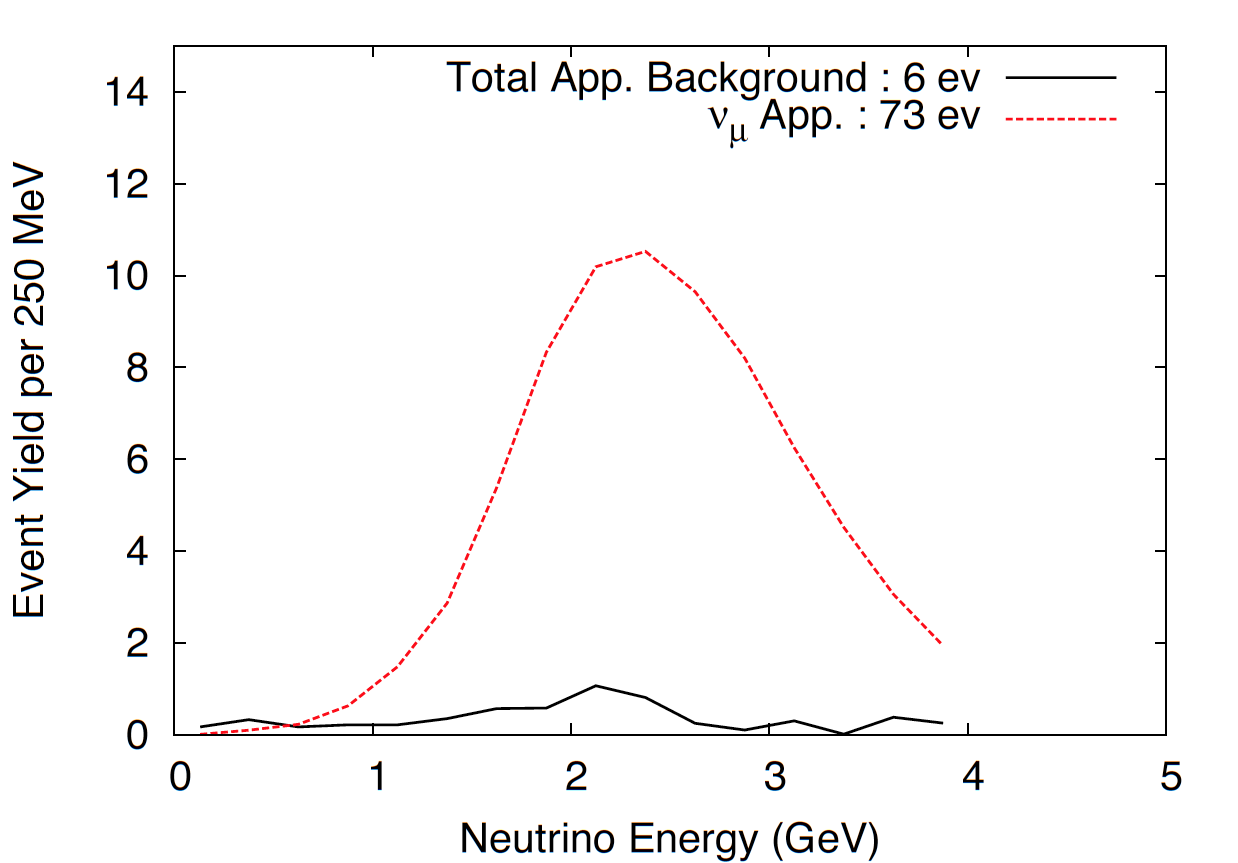 Total App. Background : 6 ev
νμ App. : 73 ev
14
12
10
8
6
4
2
0
0 1 2 3 4 5
Event Yield per 250 MeV
Neutrino Energy (GeV)